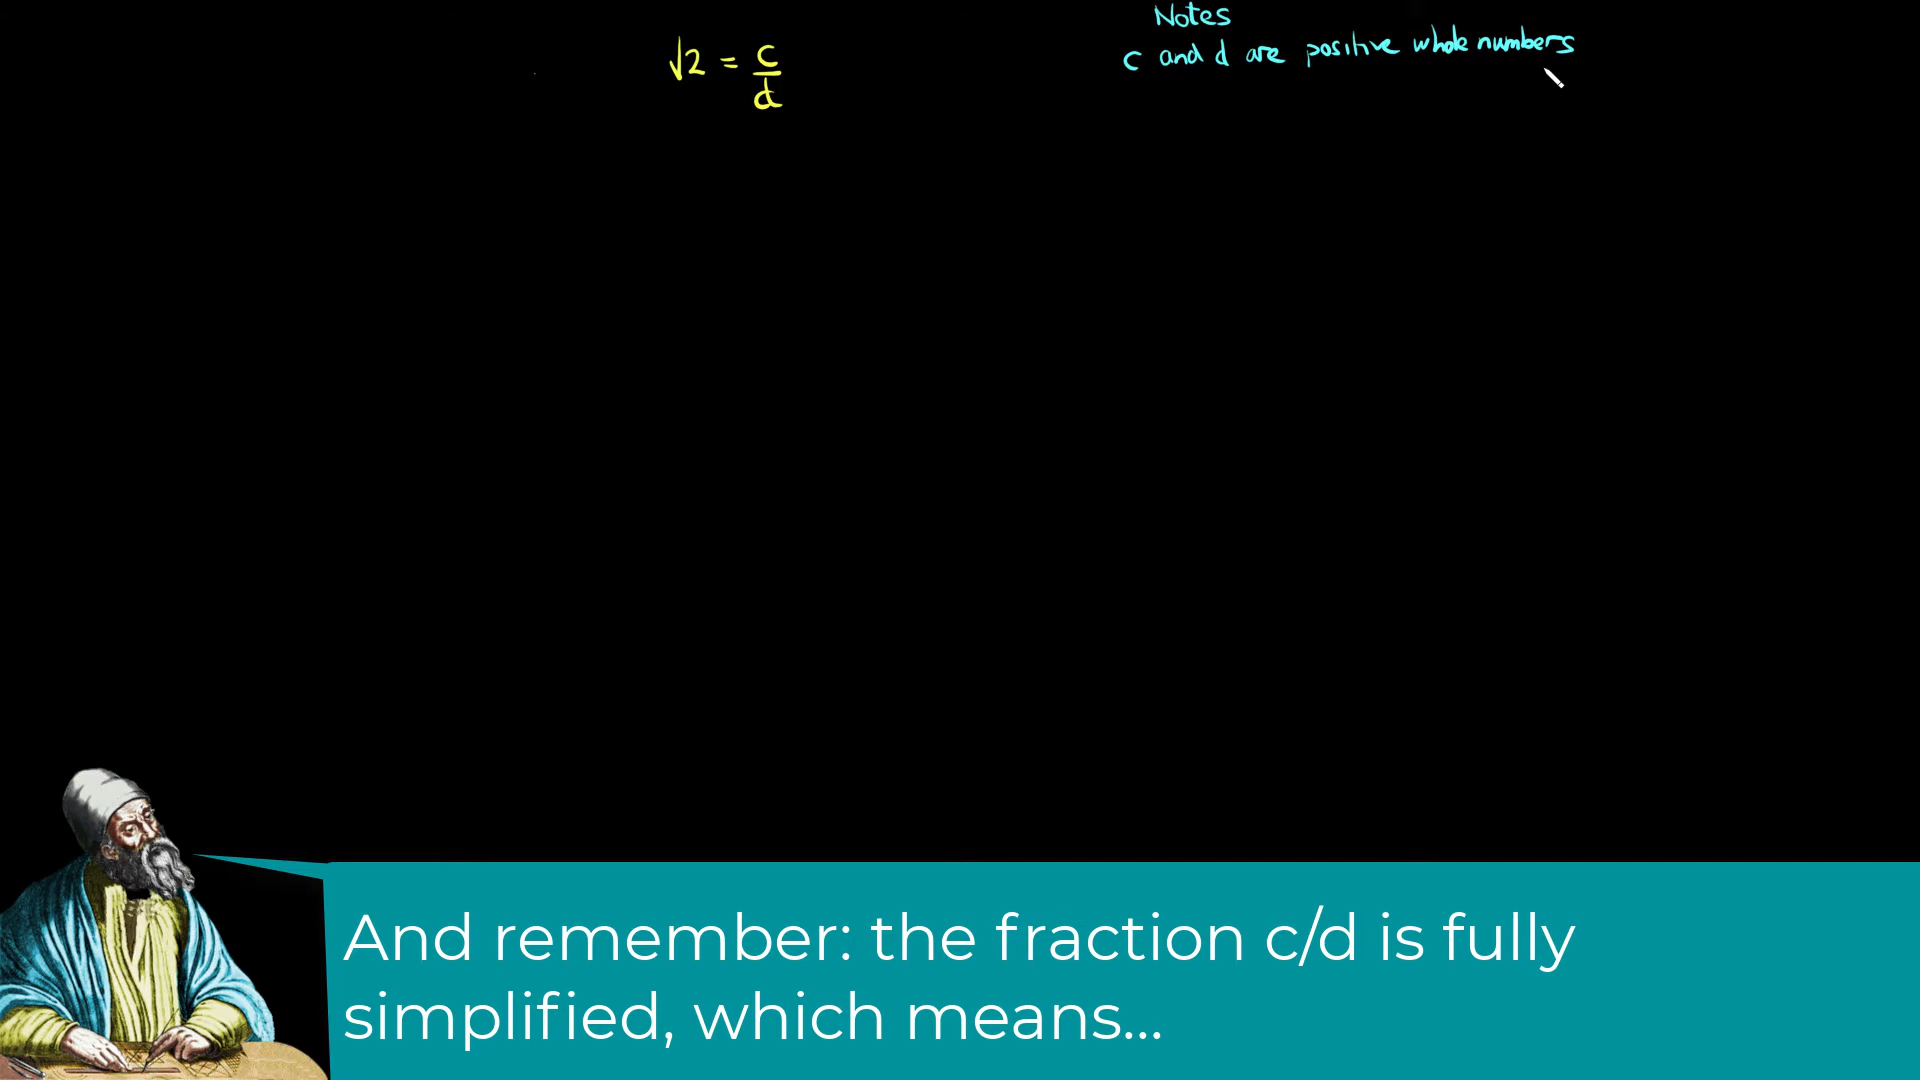 Notes
√2 = c/d
c and d are positive whole numbers
And remember: the fraction c/d is fully
simplified, which means...